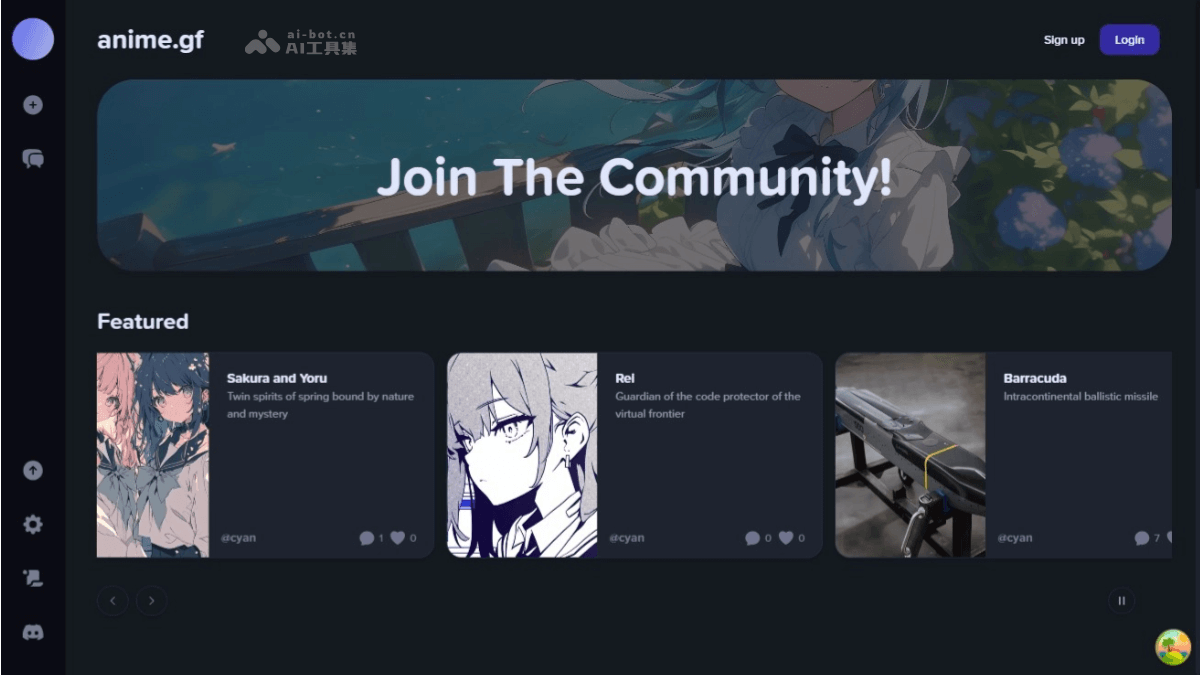 anime.gf
ai-bot.cn
AI工具集
Sign up
Login
Join The Community!
Featured
Sakura and Yoru
Twin spirits of spring bound by nature
and mystery
@cyan
1
0
Rei
Guardian of the code protector of the
virtual frontier
@cyan
0
0
Barracuda
Intracontinental ballistic missile
@cyan
7